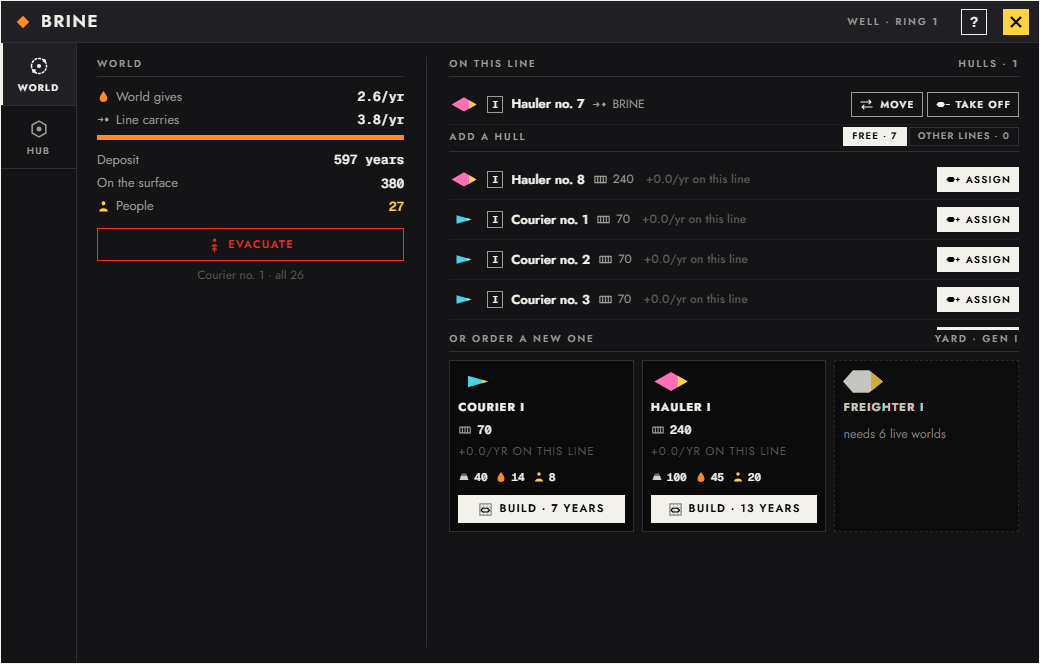 BRINE
WELL · RING 1
?
WORLD
HUB
WORLD
World gives 2.6/yr
Line carries 3.8/yr
Deposit 597 years
On the surface 380
People 27
EVACUATE
Courier no. 1 · all 26
ON THIS LINE HULLS · 1
I Hauler no. 7 BRINE MOVE TAKE OFF
ADD A HULL FREE · 7 OTHER LINES · 0
I Hauler no. 8 240 +0.0/yr on this line ASSIGN
I Courier no. 1 70 +0.0/yr on this line ASSIGN
I Courier no. 2 70 +0.0/yr on this line ASSIGN
I Courier no. 3 70 +0.0/yr on this line ASSIGN
OR ORDER A NEW ONE YARD · GEN I
COURIER I
70
+0.0/YR ON THIS LINE
40 14 8
BUILD · 7 YEARS
HAULER I
240
+0.0/YR ON THIS LINE
100 45 20
BUILD · 13 YEARS
FREIGHTER I
needs 6 live worlds